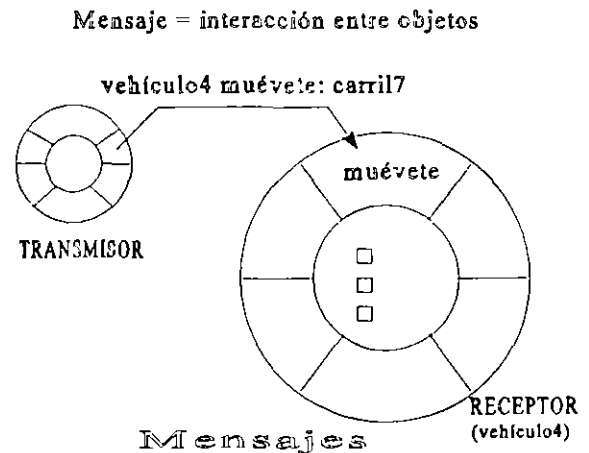 Mensaje = interacción entre objetos
vehículo4 muévete: carril7
muévete
TRANSMISOR
RECEPTOR
(vehículo4)
Mensajes